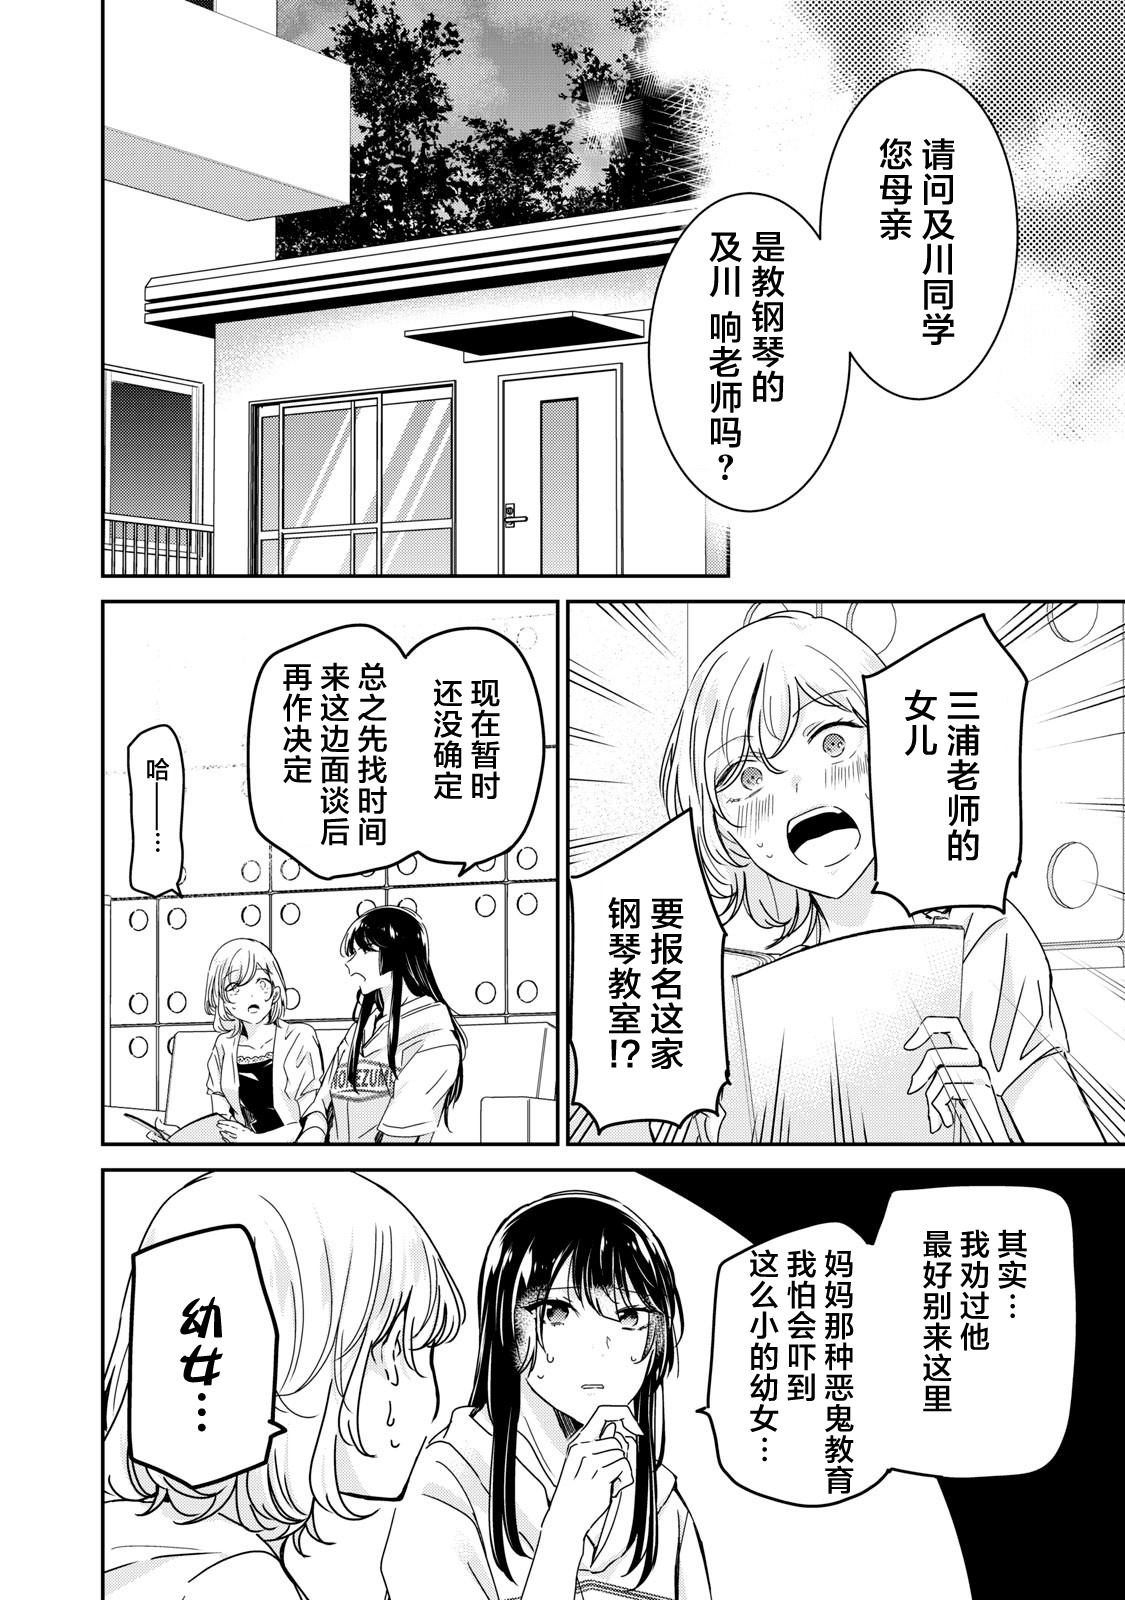 请问及川同学
您母亲
是教钢琴的
及川 响老师吗？
三浦老师的
女儿
要报名这家
钢琴教室!?
现在暂时
还没确定
总之先找时间
来这边面谈后
再作决定
哈——…
其实…
我劝过他
最好别来这里
妈妈那种恶鬼教育
我怕会吓到
这么小的幼女…
幼女…